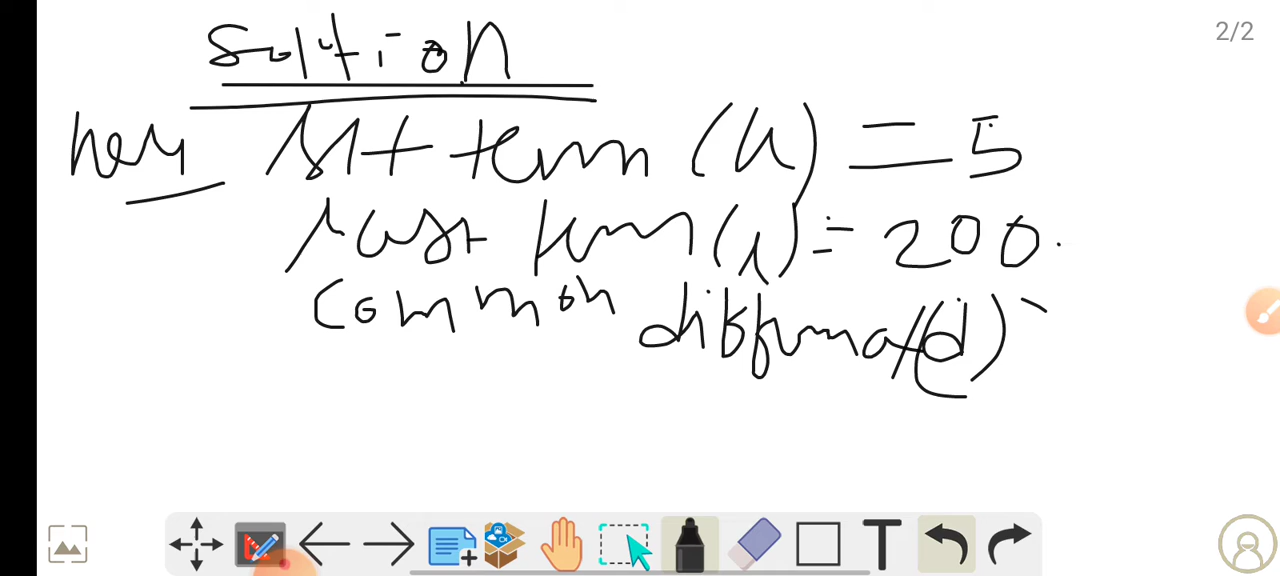 2/2
Solution
here 1st term (a) = 5
Last term (l) = 200.
Common difference (d)
T